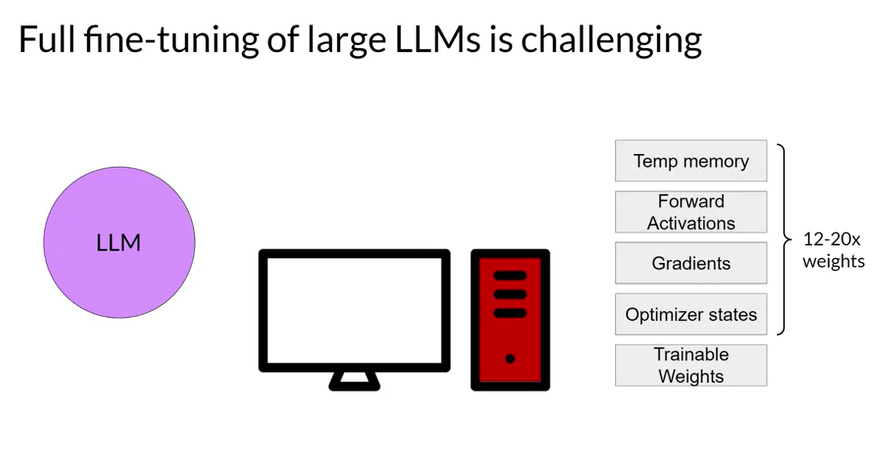 Full fine-tuning of large LLMs is challenging
LLM
Temp memory
Forward
Activations
Gradients
Optimizer states
Trainable
Weights
12-20x
weights